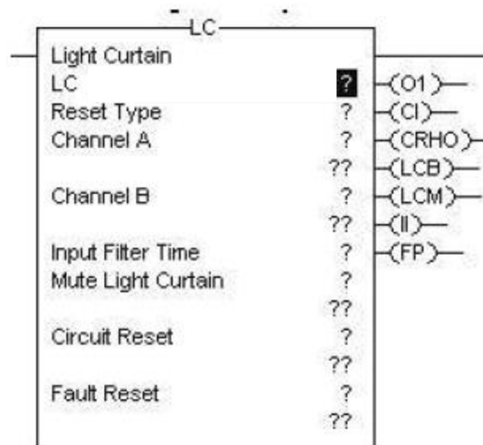 LC
Light Curtain
LC ? (O1)
Reset Type ? (CI)
Channel A ? (CRHO)
?? (LCB)
Channel B ? (LCM)
?? (II)
Input Filter Time ? (FP)
Mute Light Curtain ?
??
Circuit Reset ?
??
Fault Reset ?
??